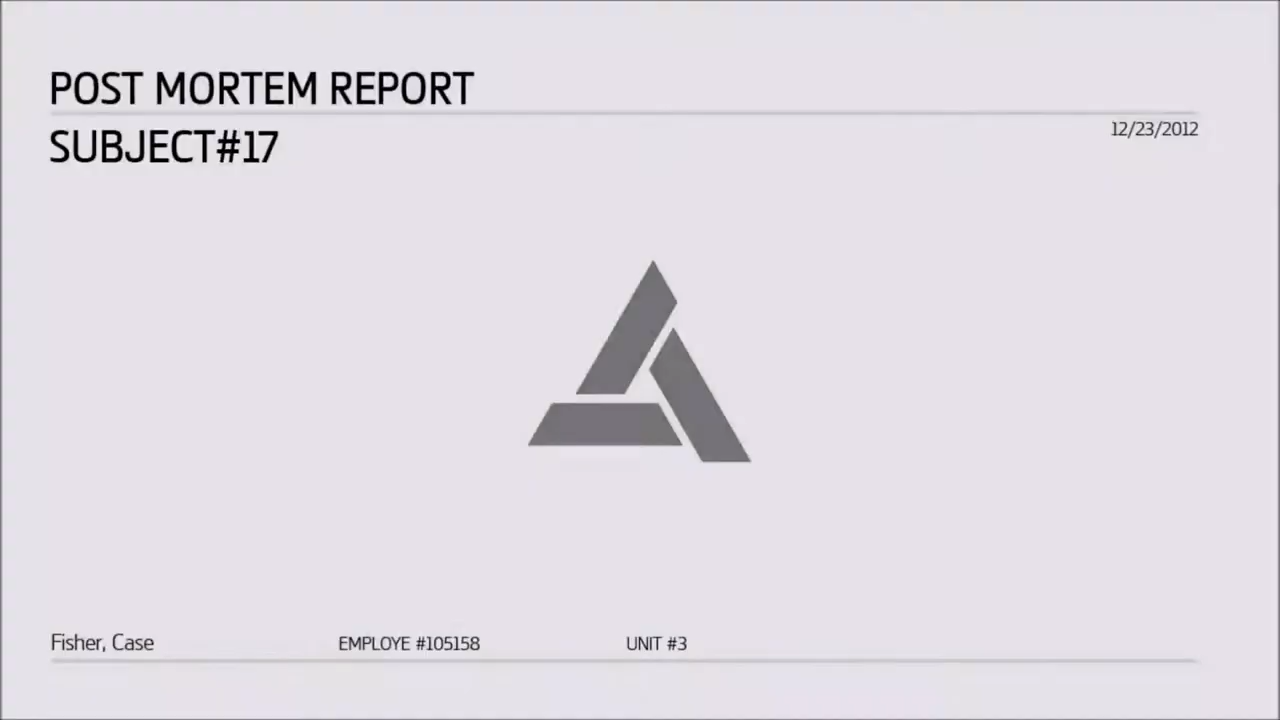 POST MORTEM REPORT
SUBJECT#17
12/23/2012
Fisher, Case
EMPLOYE #105158
UNIT #3